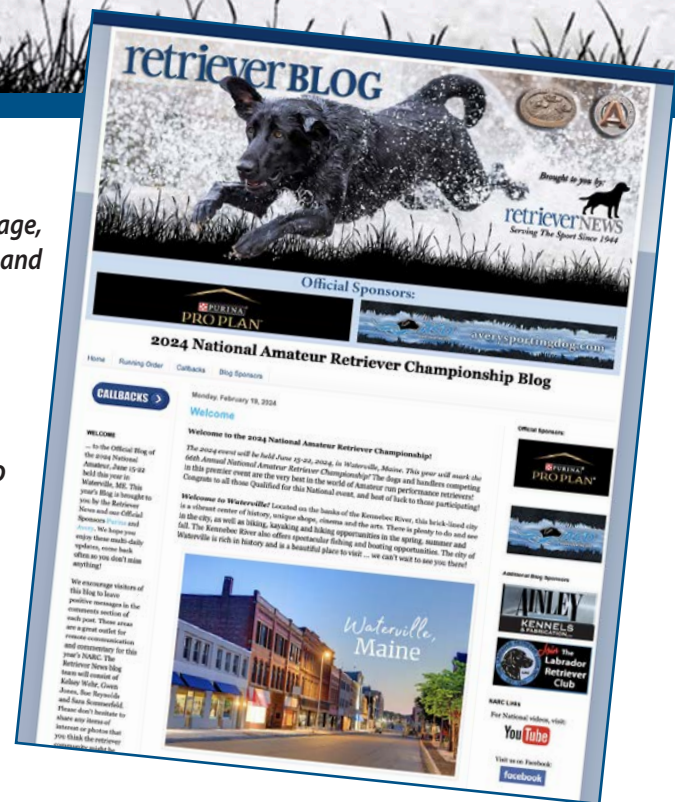 retriever BLOG
Brought to you by:
retriever NEWS
Serving The Sport Since 1944
age,
and
Official Sponsors:
PURINA
PRO PLAN
averysportingdog.com
2024 National Amateur Retriever Championship Blog
Home Running Order Callbacks Blog Sponsors
CALLBACKS
Monday, February 19, 2024
Welcome
Welcome to the 2024 National Amateur Retriever Championship!
The 2024 event will be held June 15-22, 2024, in Waterville, Maine. This year will mark the
66th Annual National Amateur Retriever Championship! The dogs and handlers competing
in this premier event are the very best in the world of Amateur run performance retrievers!
Congrats to all those Qualified for this National event, and best of luck to those participating!
Welcome to Waterville! Located on the banks of the Kennebec River, this brick-lined city
is a vibrant center of history, unique shops, cinema and the arts. There is plenty to do and see
in the city, as well as hiking, kayaking and hiking opportunities in the spring, summer and
fall. The Kennebec River also offers spectacular fishing and boating opportunities. The city of
Waterville is rich in history and is a beautiful place to visit ... we can't wait to see you there!
Waterville,
Maine
WELCOME
... to the Official Blog of
the 2024 National
Amateur, June 15-22
held this year in
Waterville, ME. This
year's Blog is brought to
you by the Retriever
News and our Official
Sponsors Purina and
Avery. We hope you
enjoy these multi-daily
updates, come back
often so you don't miss
anything!
We encourage visitors of
this blog to leave
positive messages in the
comments section of
each post. These areas
are a great outlet for
remote communication
and commentary for this
year's NARC. The
Retriever News blog
team will consist of
Kelsey Wehr, Gwen
Jones, Sue Reynolds
and Sara Sommerfeld.
Please don't hesitate to
share any items of
interest or photos that
you think the retriever
community might be
Official Sponsors:
PURINA
PRO PLAN
Additional Blog Sponsors
AINLEY
KENNELS
& FABRICATION
Join The
Labrador
Retriever
Club
NARC Links
For National videos, visit:
YouTube
Visit us on Facebook:
facebook